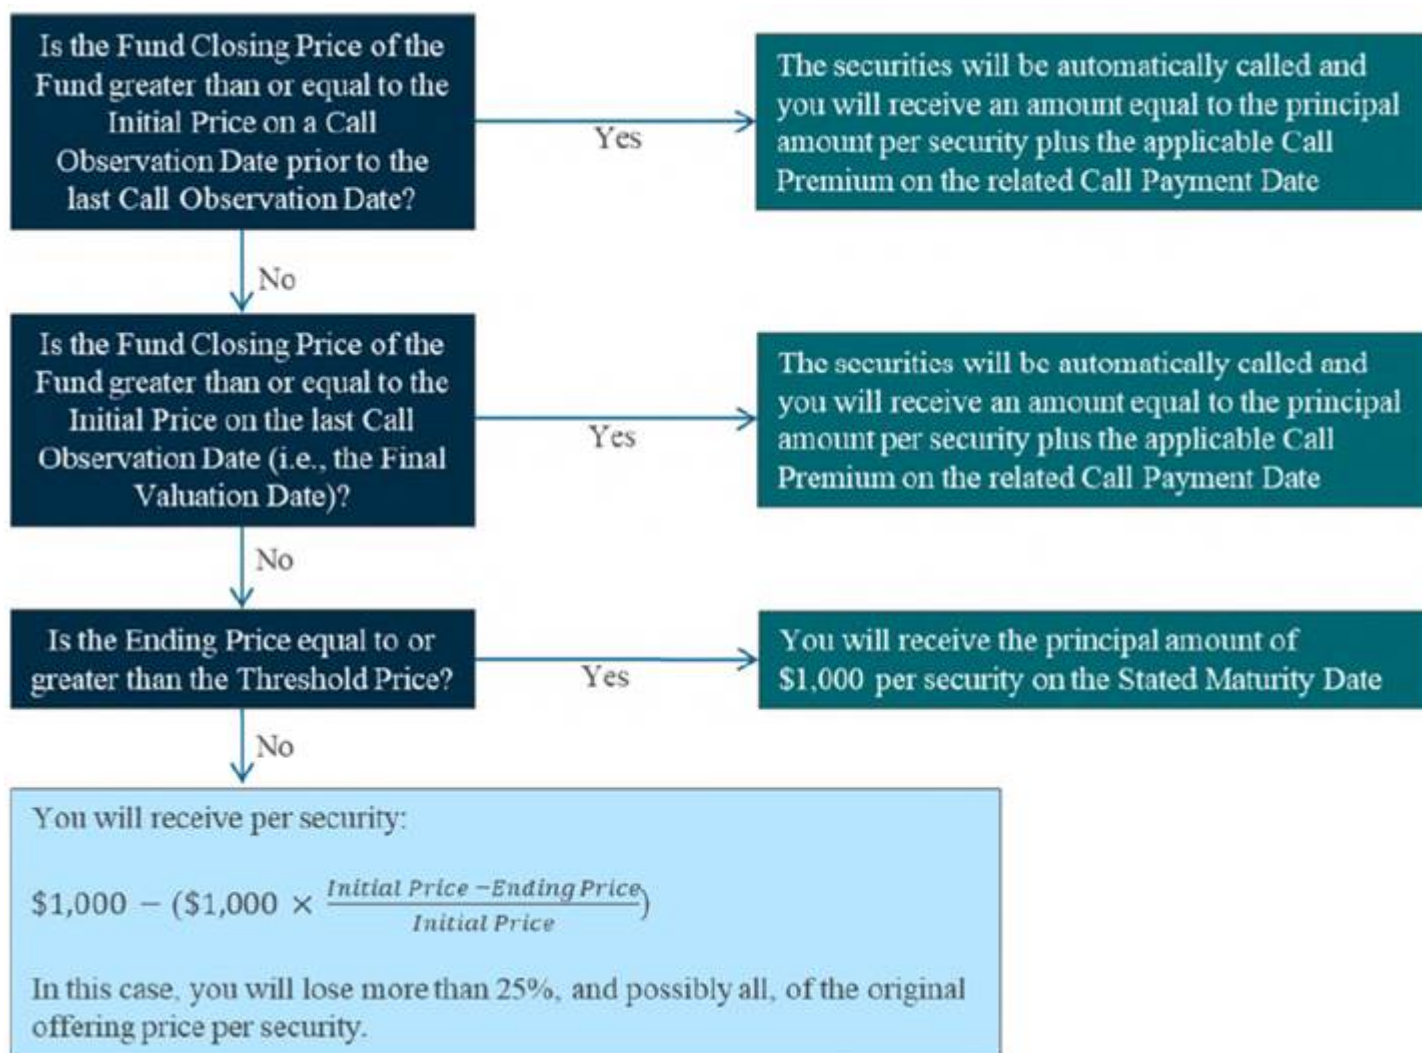 Is the Fund Closing Price of the
Fund greater than or equal to the
Initial Price on a Call
Observation Date prior to the
last Call Observation Date?
Yes
The securities will be automatically called and
you will receive an amount equal to the principal
amount per security plus the applicable Call
Premium on the related Call Payment Date
No
Is the Fund Closing Price of the
Fund greater than or equal to the
Initial Price on the last Call
Observation Date (i.e., the Final
Valuation Date)?
Yes
The securities will be automatically called and
you will receive an amount equal to the principal
amount per security plus the applicable Call
Premium on the related Call Payment Date
No
Is the Ending Price equal to or
greater than the Threshold Price?
Yes
You will receive the principal amount of
$1,000 per security on the Stated Maturity Date
No
You will receive per security:
$1,000 − ($1,000 × Initial Price −Ending Price
Initial Price)
In this case, you will lose more than 25%, and possibly all, of the original
offering price per security.